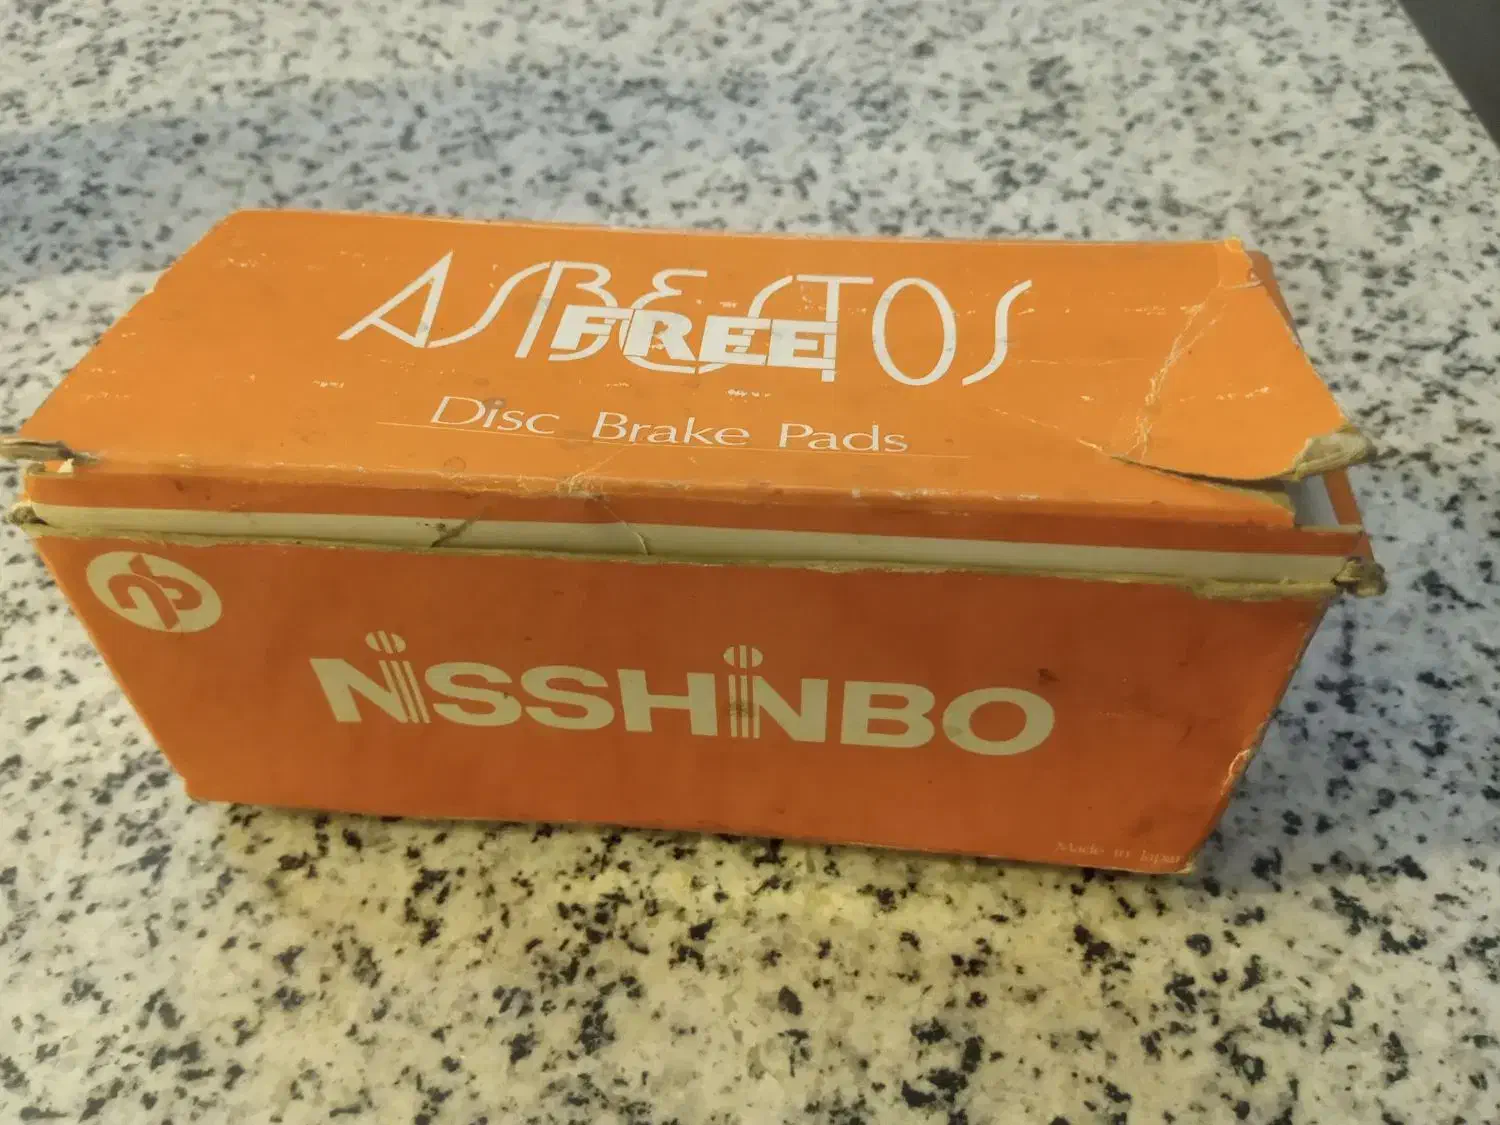 ASBESTOS
FREE
Disc Brake Pads
NISSHINBO
Made in Japan